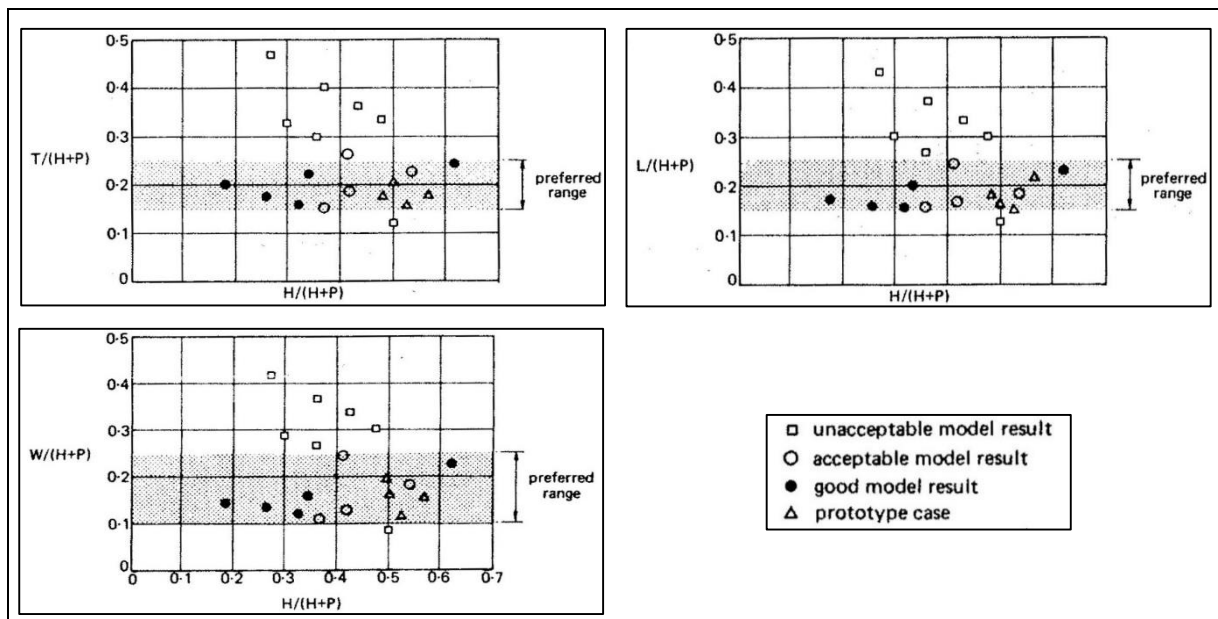 0·5
0·4
0·3
T/(H+P)
0·2
0·1
0
H/(H+P)
preferred
range
0·5
0·4
0·3
L/(H+P)
0·2
0·1
0
H/(H+P)
preferred
range
0·5
0·4
0·3
W/(H+P)
0·2
0·1
0
0 0·1 0·2 0·3 0·4 0·5 0·6 0·7
H/(H+P)
preferred
range
unacceptable model result
acceptable model result
good model result
prototype case